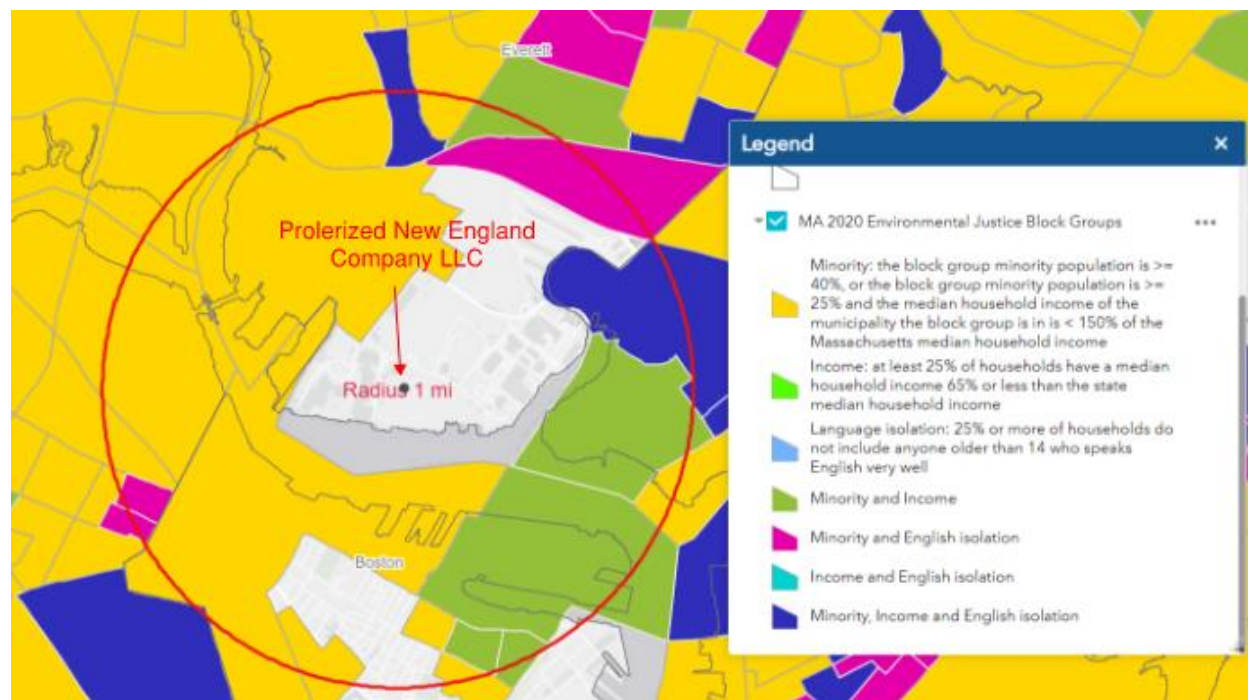 Everett
Legend ×
MA 2020 Environmental Justice Block Groups
Prolerized New England
Company LLC
Minority: the block group minority population is >=
40%, or the block group minority population is >=
25% and the median household income of the
municipality the block group is in is < 150% of the
Massachusetts median household income
Radius 1 mi
Income: at least 25% of households have a median
household income 65% or less than the state
median household income
Language isolation: 25% or more of households do
not include anyone older than 14 who speaks
English very well
Minority and Income
Minority and English isolation
Boston
Income and English isolation
Minority, Income and English isolation